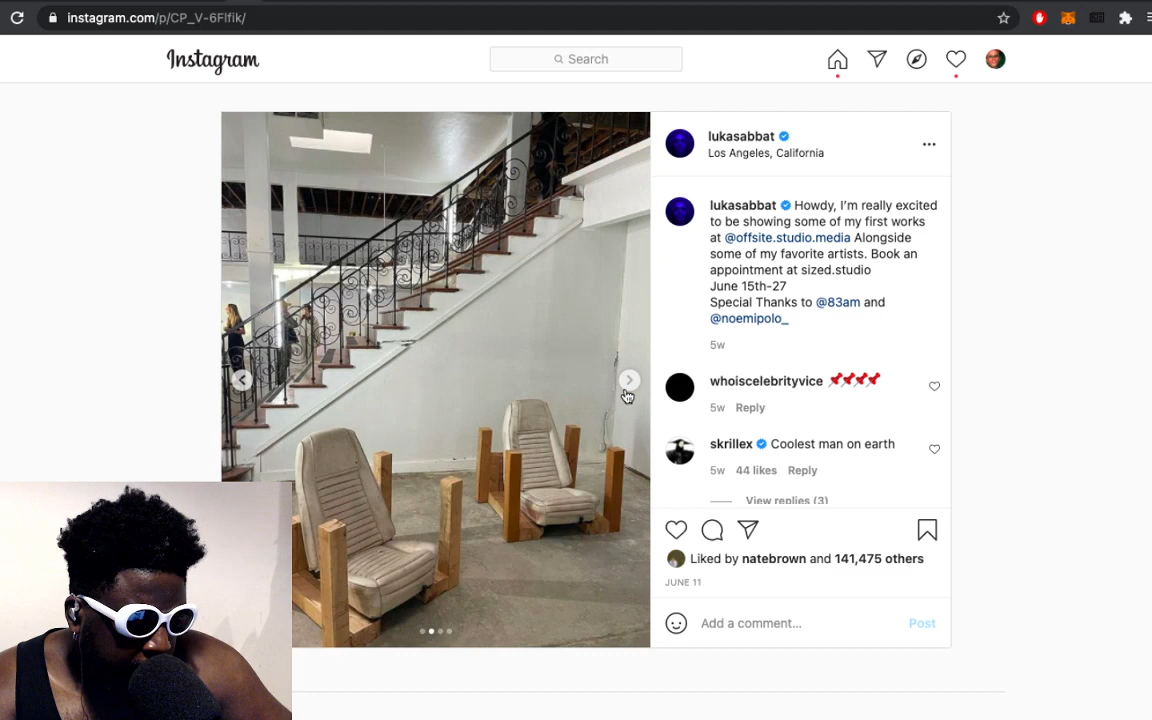 instagram.com/p/CP_V-6Flfik/
Instagram
Search
lukasabbat
Los Angeles, California
lukasabbat Howdy, I'm really excited
to be showing some of my first works
at @offsite.studio.media Alongside
some of my favorite artists. Book an
appointment at sized.studio
June 15th-27
Special Thanks to @83am and
@noemipolo_
5w
whoiscelebrityvice 📌📌📌📌
5w Reply
skrillex Coolest man on earth
5w 44 likes Reply
View replies (3)
Liked by natebrown and 141,475 others
JUNE 11
Add a comment... Post